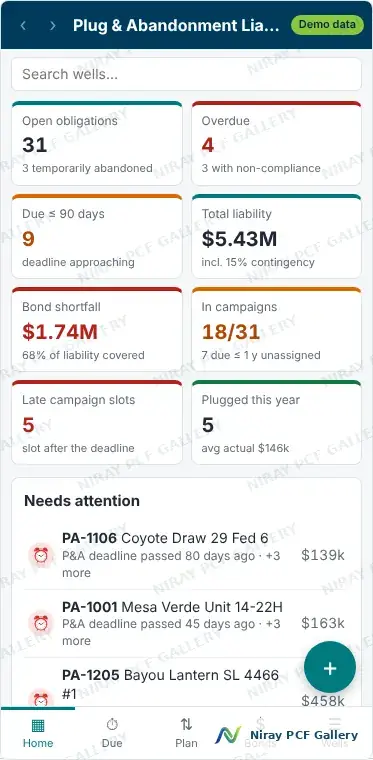 Plug & Abandonment Lia...
Demo data
Search wells...
Open obligations
31
3 temporarily abandoned
Overdue
4
3 with non-compliance
Due ≤ 90 days
9
deadline approaching
Total liability
$5.43M
incl. 15% contingency
Bond shortfall
$1.74M
68% of liability covered
In campaigns
18/31
7 due ≤ 1 y unassigned
Late campaign slots
5
slot after the deadline
Plugged this year
5
avg actual $146k
Needs attention
PA-1106 Coyote Draw 29 Fed 6
P&A deadline passed 80 days ago · +3
more
$139k
PA-1001 Mesa Verde Unit 14-22H
P&A deadline passed 45 days ago · +3
more
$163k
PA-1205 Bayou Lantern SL 4466
#1
$458k
+
Home
Due
Plan
Bonds
Wells
Niray PCF Gallery
NIRAY PCF GALLERY